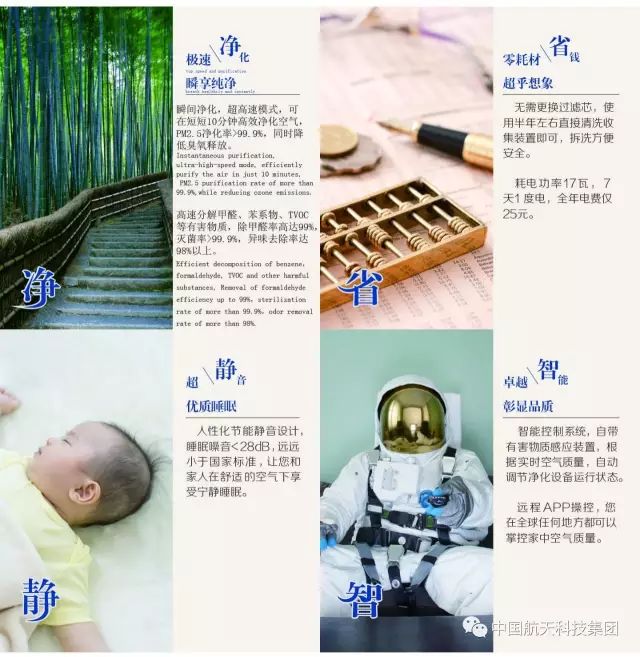 极速\净化
top speed and purification
瞬享纯净
瞬间净化，超高速模式，可
在短短10分钟高效净化空气，
PM2.5净化率>99.9%，同时降
低臭氧释放。
Instantaneous purification,
ultra-high-speed mode, efficiently
purify the air in just 10 minutes,
PM2.5 purification rate of more than
99.9%,while reducing ozone emissions.
高速分解甲醛、苯系物、TVOC
等有害物质，除甲醛率高达99%，
灭菌率>99.9%，异味去除率达
98%以上。
Efficient decomposition of benzene,
formaldehyde, TVOC and other harmful
substances, Removal of formaldehyde
efficiency up to 99%, sterilization
rate of more than 99.9%, odor removal
rate of more than 98%.
净
零耗材\省钱
超乎想象
无需更换过滤芯，使
用半年左右直接清洗收
集装置即可，拆洗方便
安全。
耗电功率17瓦，7
天1度电，全年电费仅
25元。
省
超\静音
优质睡眠
人性化节能静音设计，
睡眠噪音<28dB，远远
小于国家标准，让您和
家人在舒适的空气下享
受宁静睡眠。
静
卓越\智能
彰显品质
智能控制系统，自带
有害物质感应装置，根
据实时空气质量，自动
调节净化设备运行状态。
远程APP操控，您
在全球任何地方都可以
掌控家中空气质量。
智
中国航天科技集团